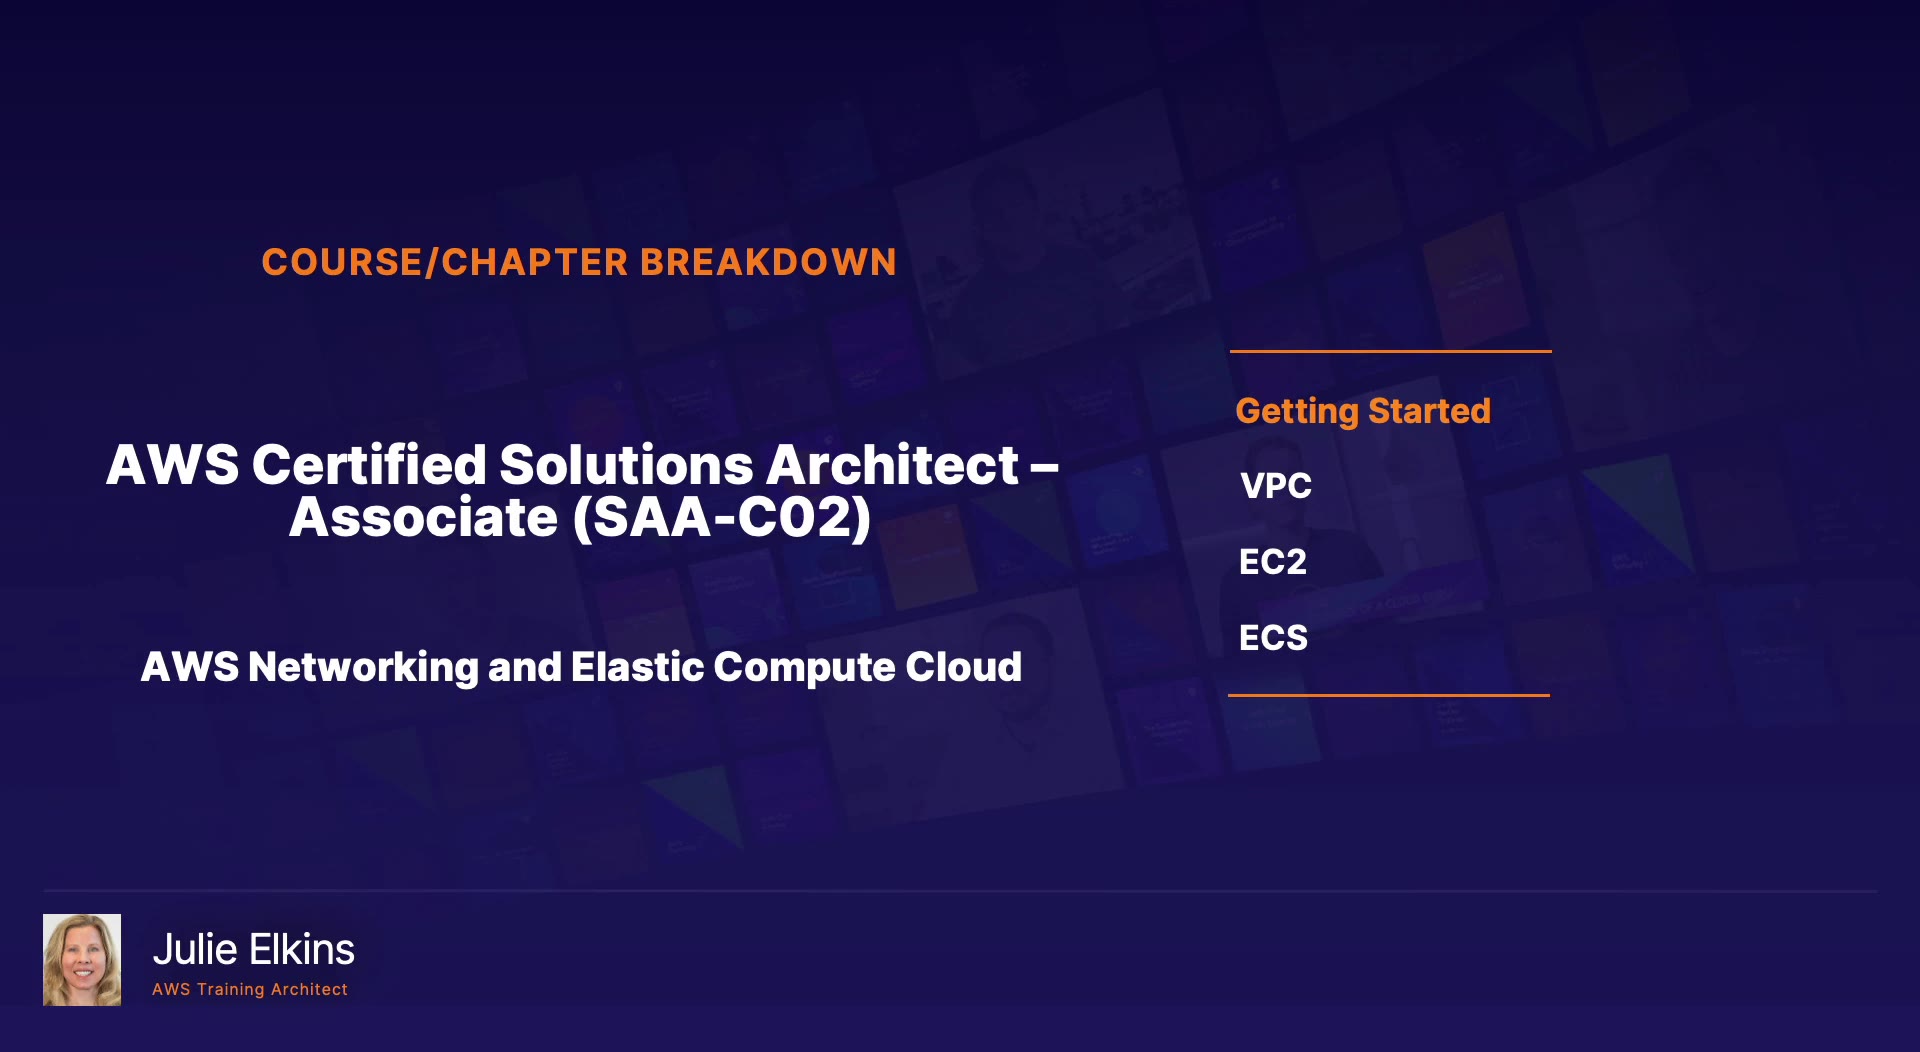 COURSE/CHAPTER BREAKDOWN
AWS Certified Solutions Architect –
Associate (SAA-C02)
AWS Networking and Elastic Compute Cloud
Getting Started
VPC
EC2
ECS
Julie Elkins
AWS Training Architect